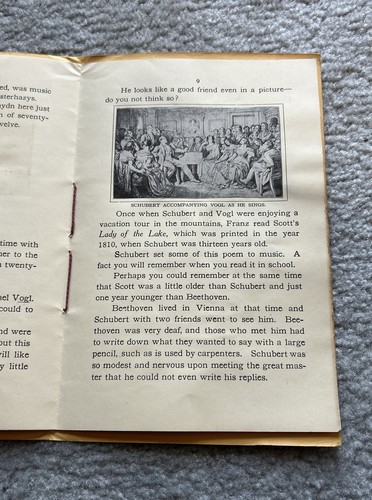 ed, was music
sterhazys.
ydn here just
n of seventy-
welve.
time with
er to the
twenty-
el Vogl.
could to
nd were
out this
will like
y little
9
He looks like a good friend even in a picture—
do you not think so?
SCHUBERT ACCOMPANYING VOGL AS HE SINGS.
Once when Schubert and Vogl were enjoying a
vacation tour in the mountains, Franz read Scott's
Lady of the Lake, which was printed in the year
1810, when Schubert was thirteen years old.
Schubert set some of this poem to music. A
fact you will remember when you read it in school.
Perhaps you could remember at the same time
that Scott was a little older than Schubert and just
one year younger than Beethoven.
Beethoven lived in Vienna at that time and
Schubert with two friends went to see him. Bee-
thoven was very deaf, and those who met him had
to write down what they wanted to say with a large
pencil, such as is used by carpenters. Schubert was
so modest and nervous upon meeting the great mas-
ter that he could not even write his replies.